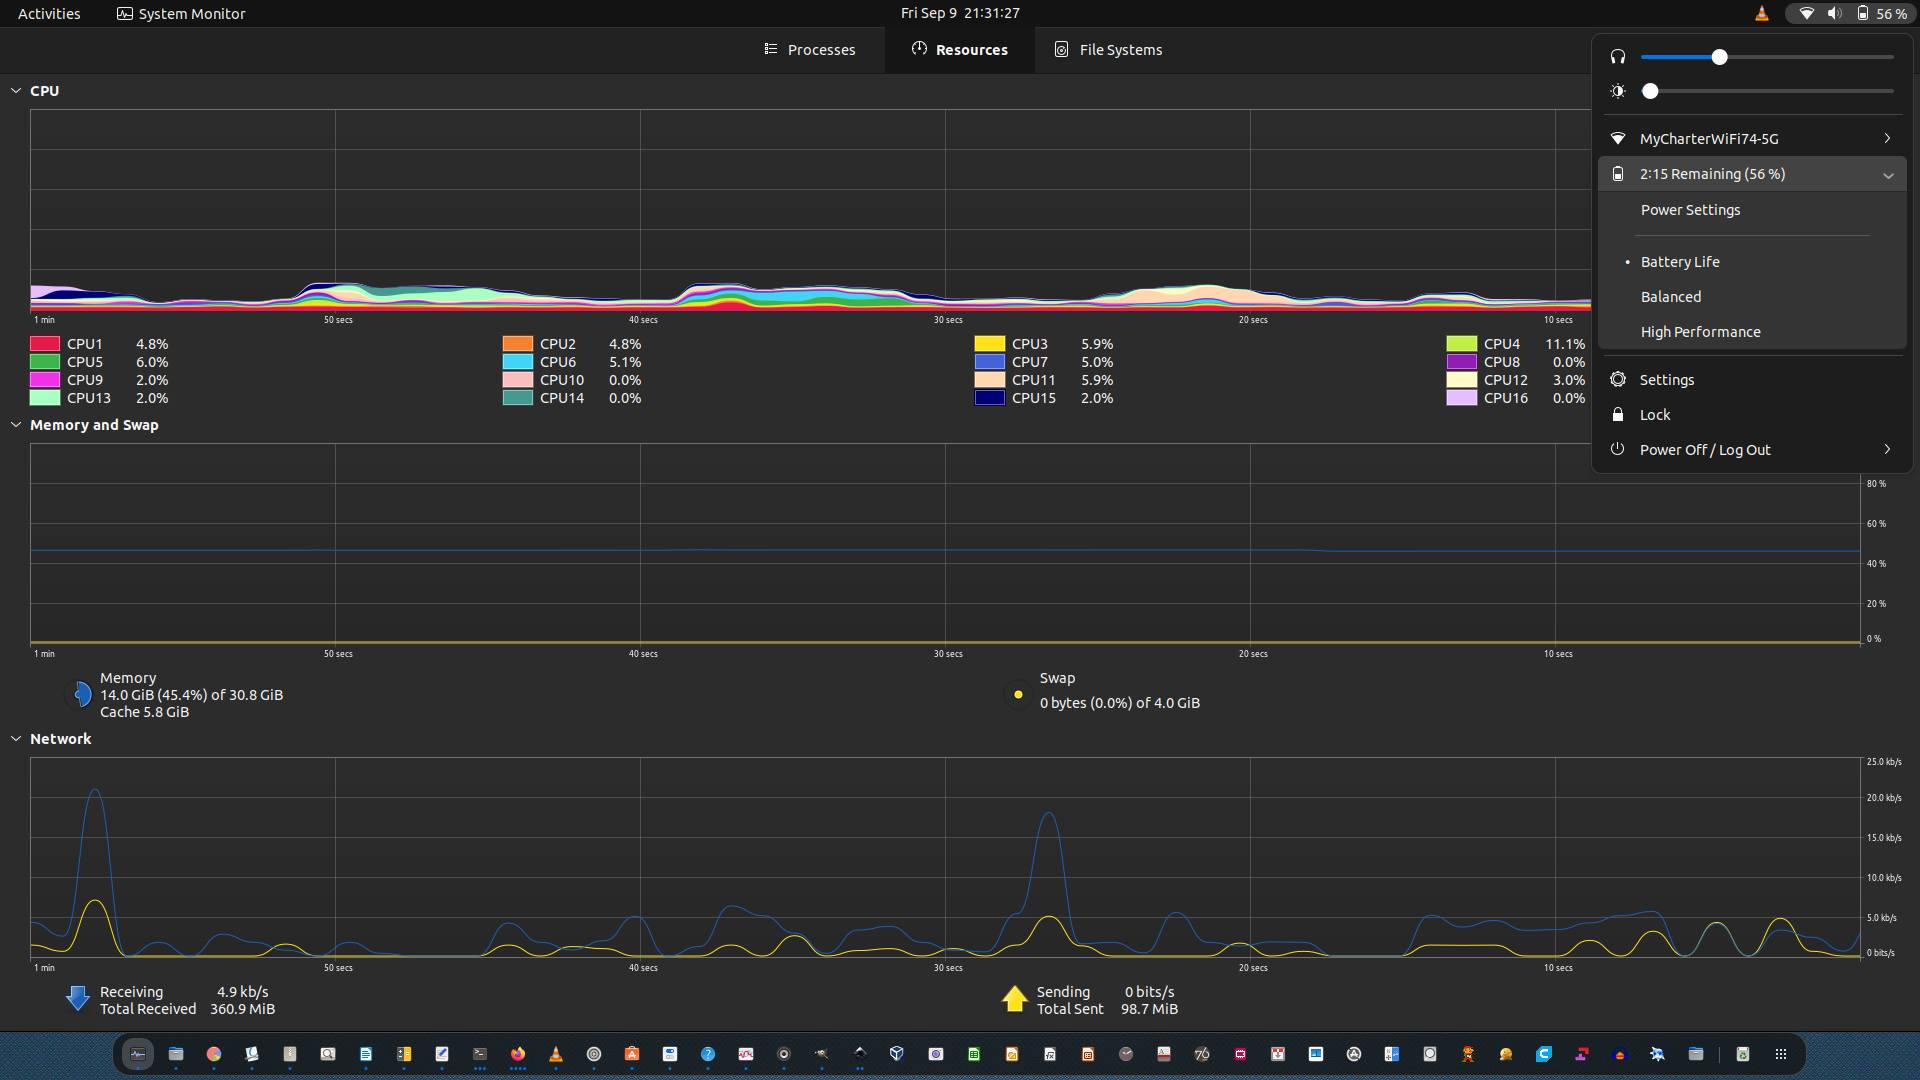 Activities System Monitor Fri Sep 9 21:31:27 56 %
Processes Resources File Systems
CPU
1 min 50 secs 40 secs 30 secs 20 secs 10 secs
CPU1 4.8% CPU2 4.8% CPU3 5.9% CPU4 11.1%
CPU5 6.0% CPU6 5.1% CPU7 5.0% CPU8 0.0%
CPU9 2.0% CPU10 0.0% CPU11 5.9% CPU12 3.0%
CPU13 2.0% CPU14 0.0% CPU15 2.0% CPU16 0.0%
MyCharterWiFi74-5G
2:15 Remaining (56 %)
Power Settings
• Battery Life
Balanced
High Performance
Settings
Lock
Power Off / Log Out
Memory and Swap
80 %
60 %
40 %
20 %
0 %
1 min 50 secs 40 secs 30 secs 20 secs 10 secs
Memory
14.0 GiB (45.4%) of 30.8 GiB
Cache 5.8 GiB
Swap
0 bytes (0.0%) of 4.0 GiB
Network
25.0 kb/s
20.0 kb/s
15.0 kb/s
10.0 kb/s
5.0 kb/s
0 bits/s
1 min 50 secs 40 secs 30 secs 20 secs 10 secs
Receiving 4.9 kb/s
Total Received 360.9 MiB
Sending 0 bits/s
Total Sent 98.7 MiB
76